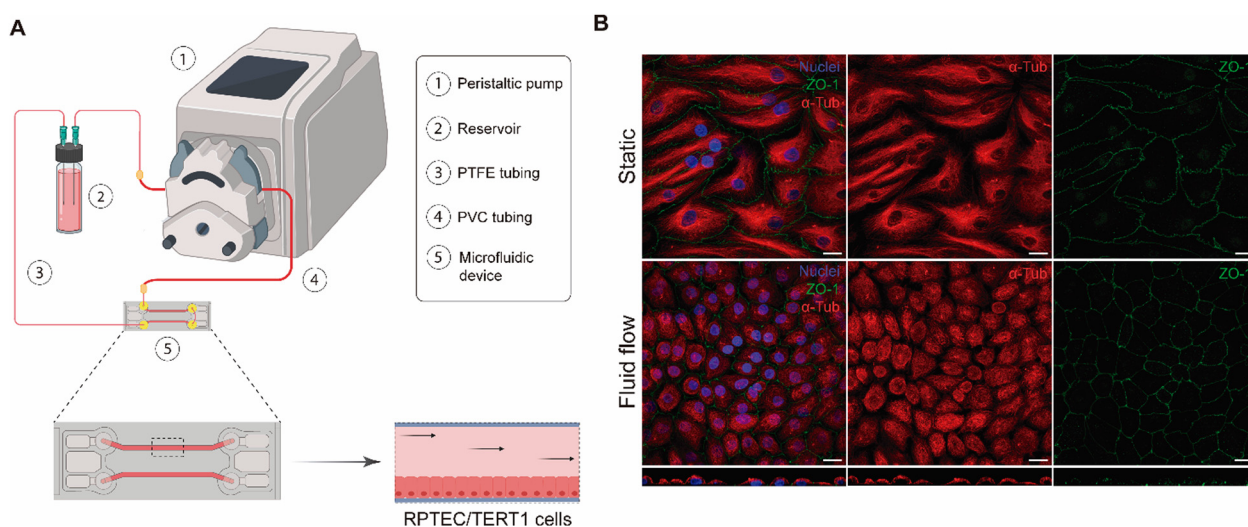 A
1
2
3
4
5
1 Peristaltic pump
2 Reservoir
3 PTFE tubing
4 PVC tubing
5 Microfluidic
device
RPTEC/TERT1 cells
B
Static
Fluid flow
Nuclei
ZO-1
α-Tub
α-Tub
ZO-1
Nuclei
ZO-1
α-Tub
α-Tub
ZO-1